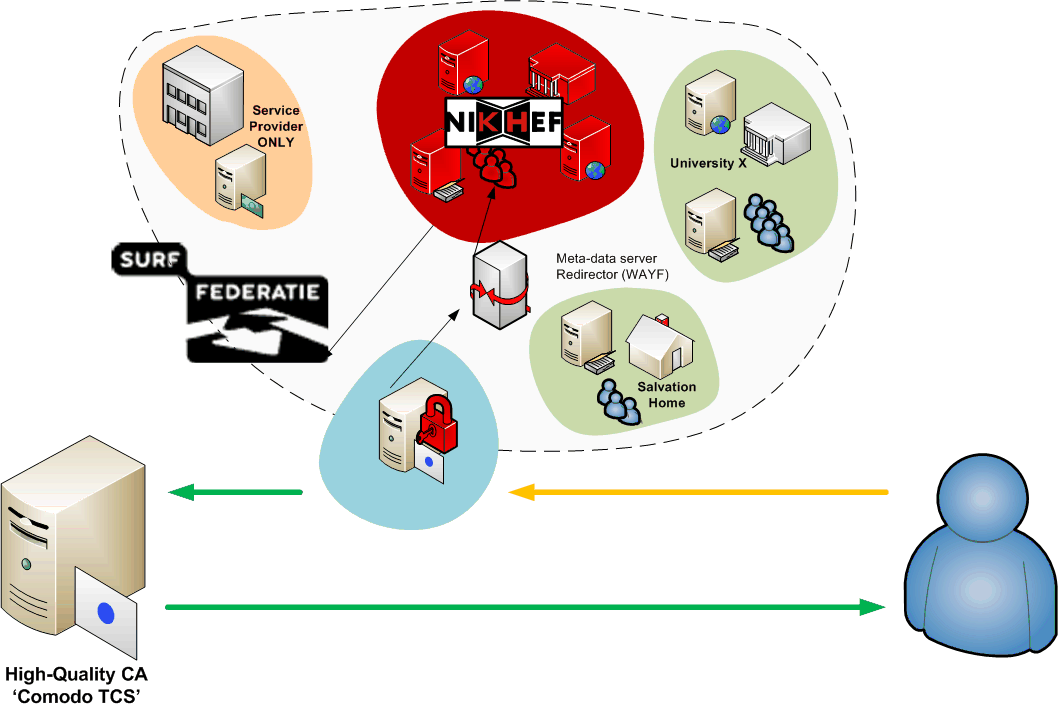 Service
Provider
ONLY
NIKHEF
University X
SURF
FEDERATIE
Meta-data server
Redirector (WAYF)
Salvation
Home
High-Quality CA
‘Comodo TCS’